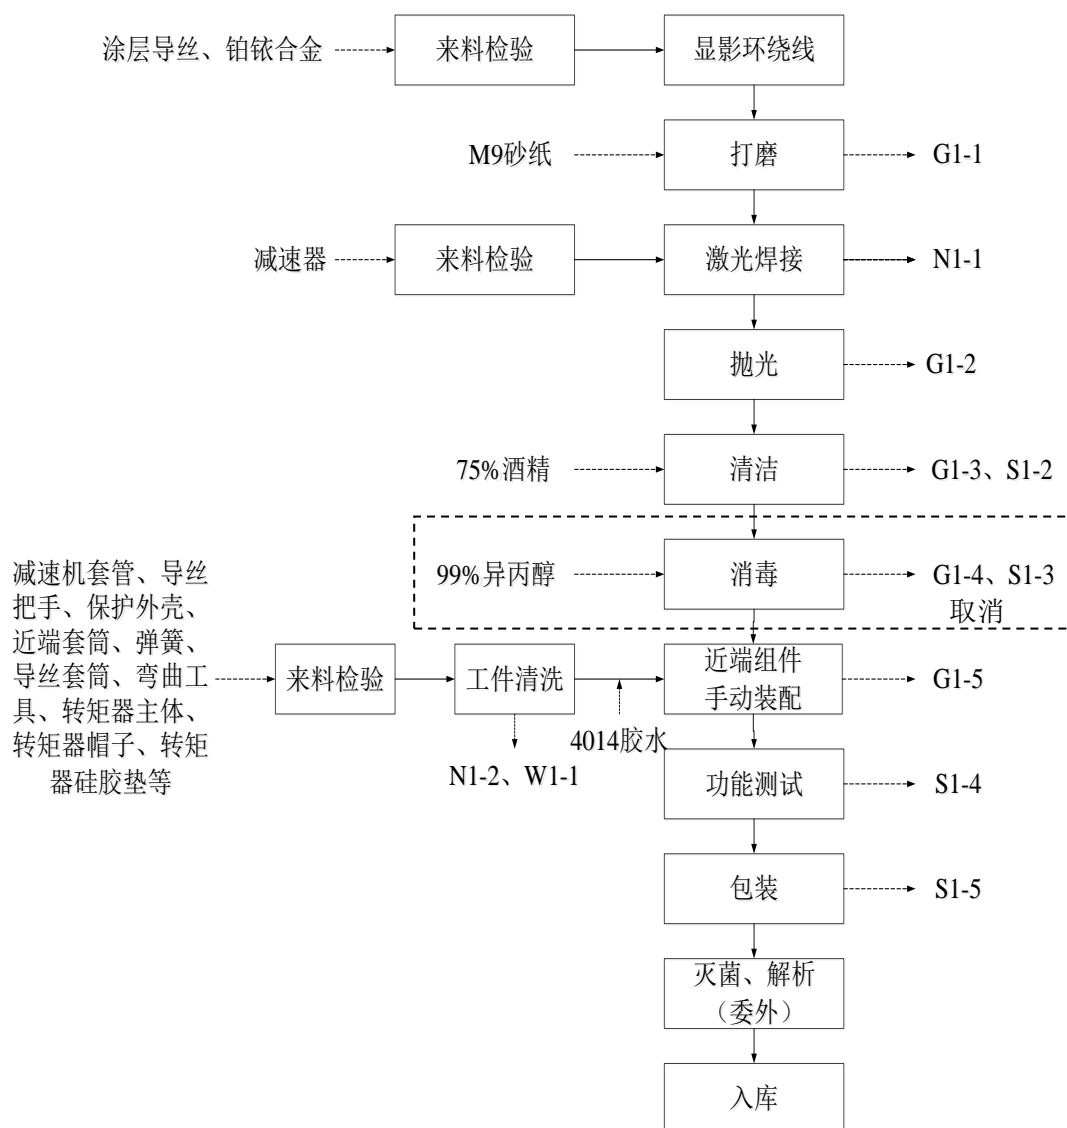 涂层导丝、铂铱合金
来料检验
显影环绕线
M9砂纸
打磨
G1-1
减速器
来料检验
激光焊接
N1-1
抛光
G1-2
75%酒精
清洁
G1-3、S1-2
99%异丙醇
消毒
G1-4、S1-3
取消
减速机套管、导丝
把手、保护外壳、
近端套筒、弹簧、
导丝套筒、弯曲工
具、转矩器主体、
转矩器帽子、转矩
器硅胶垫等
来料检验
工件清洗
4014胶水
N1-2、W1-1
近端组件
手动装配
G1-5
功能测试
S1-4
包装
S1-5
灭菌、解析
（委外）
入库